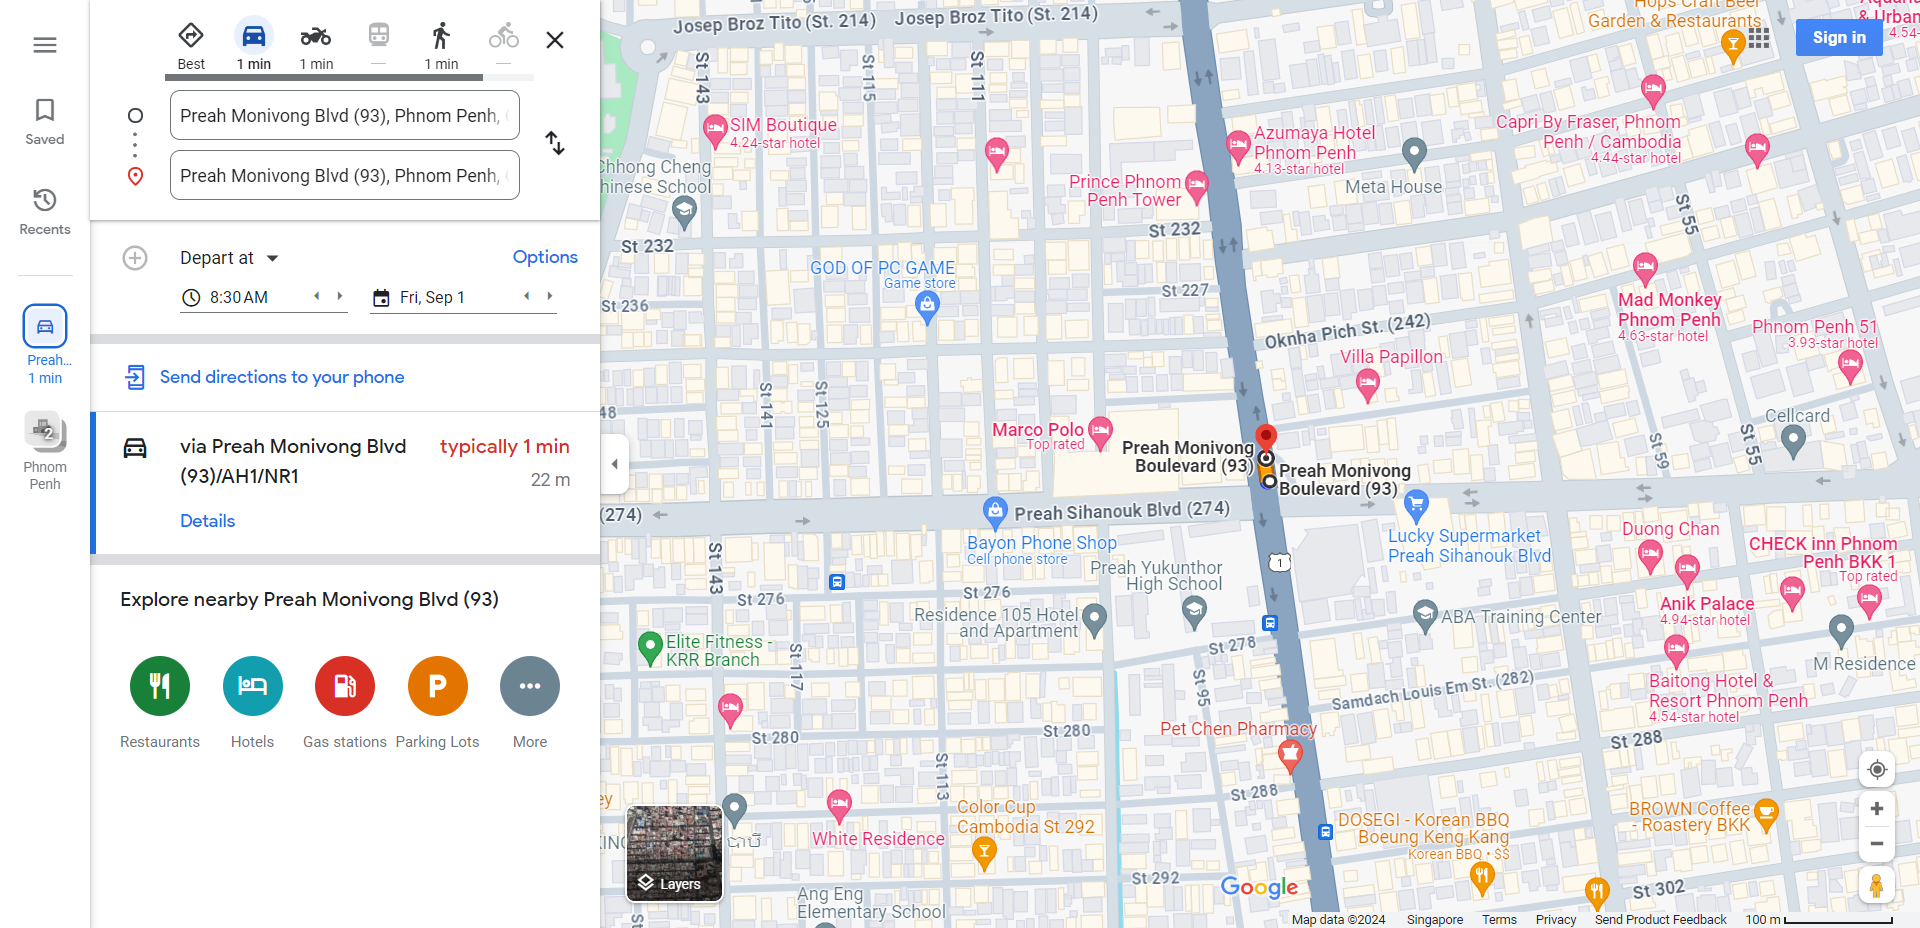 Best
1 min
1 min
—
1 min
—
Preah Monivong Blvd (93), Phnom Penh,
Preah Monivong Blvd (93), Phnom Penh,
Saved
Recents
Preah...
1 min
2
Phnom
Penh
Depart at
Options
8:30 AM
Fri, Sep 1
Send directions to your phone
via Preah Monivong Blvd
(93)/AH1/NR1
typically 1 min
22 m
Details
Explore nearby Preah Monivong Blvd (93)
Restaurants
Hotels
Gas stations
P
Parking Lots
More
Josep Broz Tito (St. 214)
Josep Broz Tito (St. 214)
Hops Craft Beer
Garden & Restaurants
& Urban
4.54-
Sign in
St 143
St 115
St 111
SIM Boutique
4.24-star hotel
Azumaya Hotel
Phnom Penh
4.13-star hotel
Capri By Fraser, Phnom
Penh / Cambodia
4.44-star hotel
Chhong Cheng
hinese School
Meta House
Prince Phnom
Penh Tower
St 55
St 232
St 232
GOD OF PC GAME
Game store
St 236
St 227
Mad Monkey
Phnom Penh
4.63-star hotel
Oknha Pich St. (242)
Phnom Penh 51
3.93-star hotel
Villa Papillon
St 141
St 125
48
Marco Polo
Top rated
Cellcard
St 59
St 55
Preah Monivong
Boulevard (93)
Preah Monivong
Boulevard (93)
(274)
Preah Sihanouk Blvd (274)
Bayon Phone Shop
Cell phone store
Lucky Supermarket
Preah Sihanouk Blvd
Duong Chan
CHECK inn Phnom
Penh BKK 1
Top rated
St 143
1
Preah Yukunthor
High School
St 276
St 276
Residence 105 Hotel
and Apartment
Anik Palace
4.94-star hotel
ABA Training Center
Elite Fitness -
KRR Branch
St 117
St 278
M Residence
St 95
Samdach Louis Em St. (282)
Baitong Hotel &
Resort Phnom Penh
4.54-star hotel
Pet Chen Pharmacy
St 280
St 280
St 288
St 113
St 288
ey
Color Cup
Cambodia St 292
BROWN Coffee
- Roastery BKK
DOSEGI - Korean BBQ
Boeung Keng Kang
Korean BBQ • $$
White Residence
Layers
St 292
Google
St 302
Ang Eng
Elementary School
St
Map data ©2024
Singapore
Terms
Privacy
Send Product Feedback
100 m